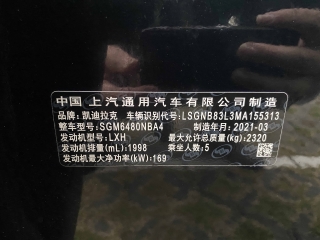 中国 上汽通用汽车有限公司制造
品牌:凯迪拉克 车辆识别代号:LSGNB83L3MA155313
整车型号:SGM6480NBA4 制造年月:2021-03
发动机型号:LXH 最大允许总质量(kg):2320
发动机排量(mL):1998 乘坐人数:5
发动机最大净功率(kW):169